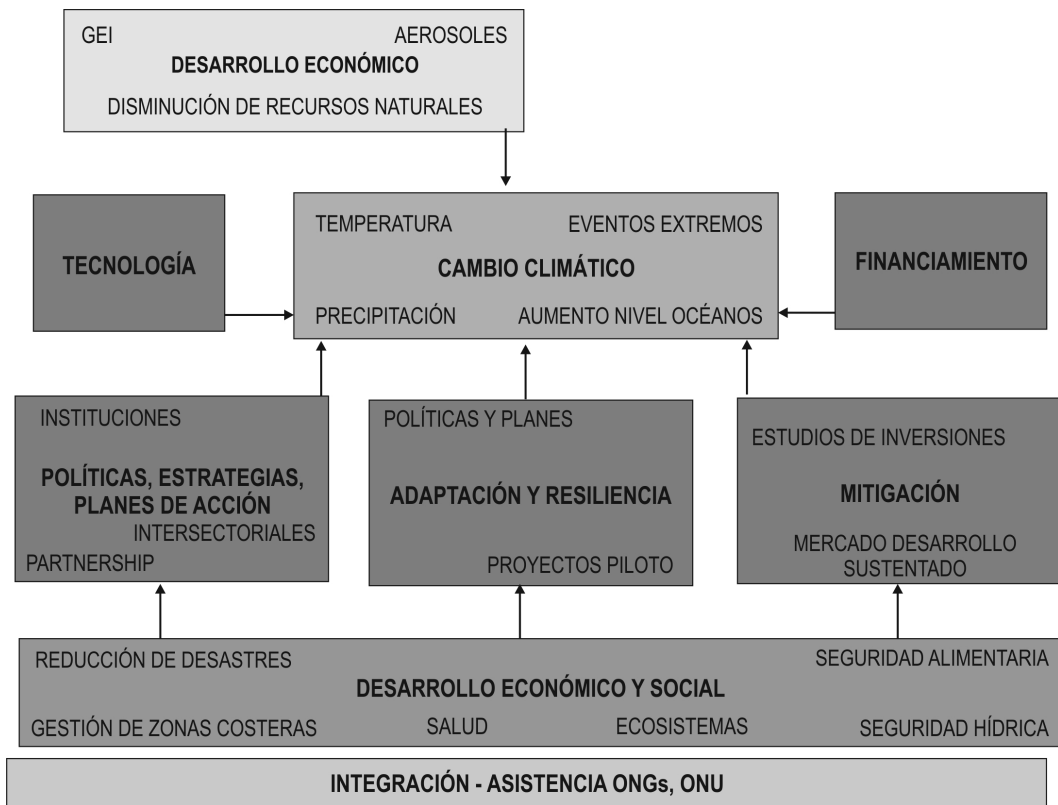 GEI
AEROSOLES
DESARROLLO ECONÓMICO
DISMINUCIÓN DE RECURSOS NATURALES
TECNOLOGÍA
TEMPERATURA
EVENTOS EXTREMOS
CAMBIO CLIMÁTICO
PRECIPITACIÓN
AUMENTO NIVEL OCÉANOS
FINANCIAMIENTO
INSTITUCIONES
POLÍTICAS, ESTRATEGIAS,
PLANES DE ACCIÓN
INTERSECTORIALES
PARTNERSHIP
POLÍTICAS Y PLANES
ADAPTACIÓN Y RESILIENCIA
PROYECTOS PILOTO
ESTUDIOS DE INVERSIONES
MITIGACIÓN
MERCADO DESARROLLO
SUSTENTADO
REDUCCIÓN DE DESASTRES
SEGURIDAD ALIMENTARIA
DESARROLLO ECONÓMICO Y SOCIAL
GESTIÓN DE ZONAS COSTERAS
SALUD
ECOSISTEMAS
SEGURIDAD HÍDRICA
INTEGRACIÓN - ASISTENCIA ONGs, ONU